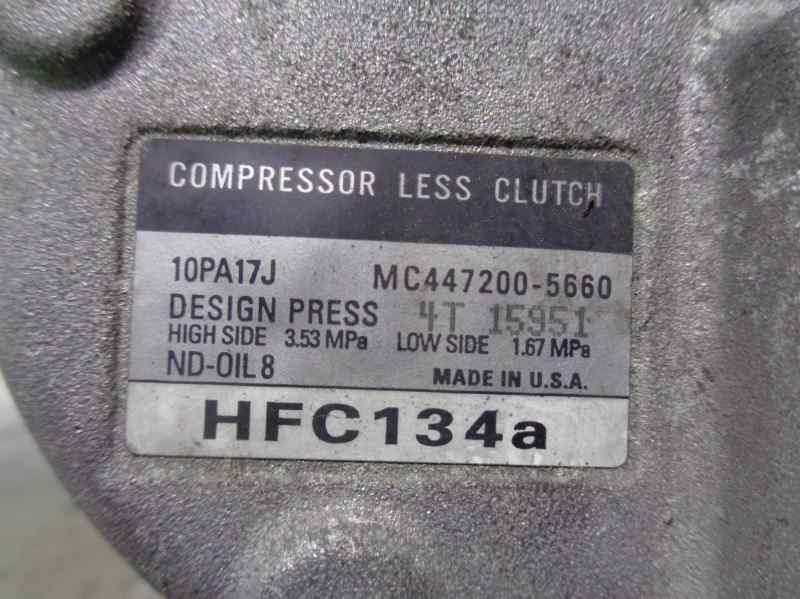 COMPRESSOR LESS CLUTCH
10PA17J MC447200-5660
DESIGN PRESS 4T 15951
HIGH SIDE 3.53 MPa LOW SIDE 1.67 MPa
ND-OIL 8 MADE IN U.S.A.
HFC134a